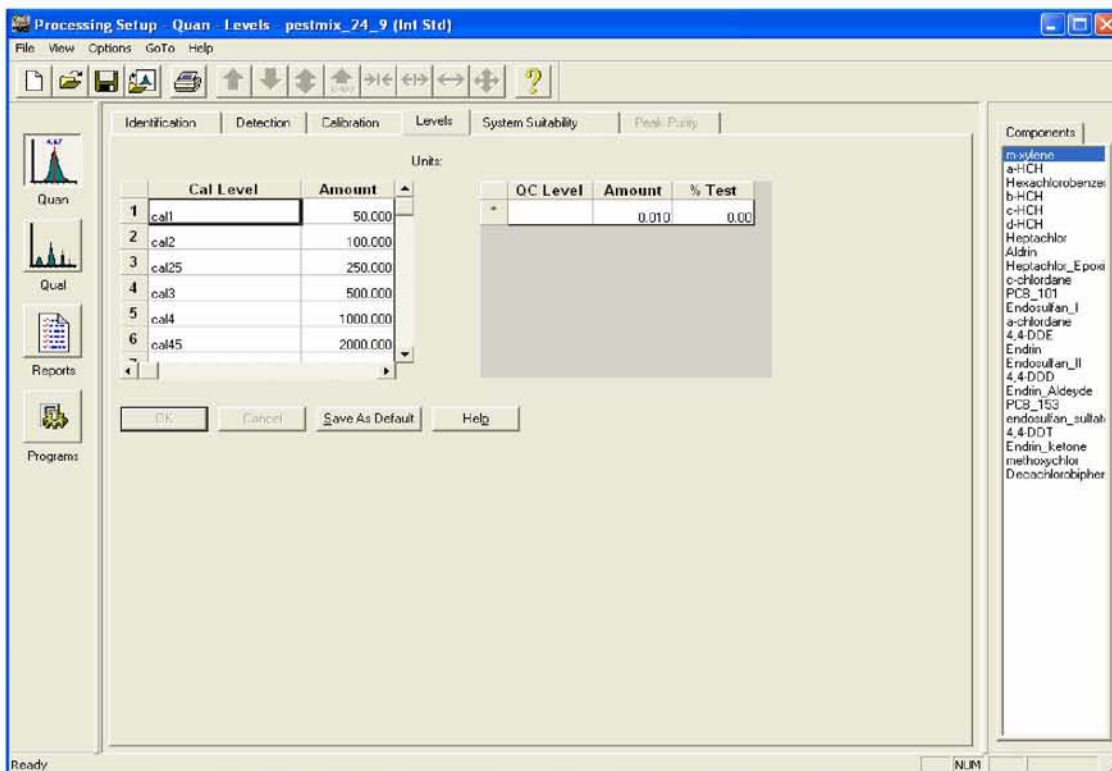 Processing Setup - Quan - Levels - pestmix_24_9 (Int Std)
File View Options GoTo Help
Identification Detection Calibration Levels System Suitability Peak Purity
Units:
Cal Level Amount
1 cal1 50.000
2 cal2 100.000
3 cal25 250.000
4 cal3 500.000
5 cal4 1000.000
6 cal45 2000.000
QC Level Amount % Test
* 0.010 0.00
OK Cancel Save As Default Help
Quan
Qual
Reports
Programs
Components
m-xylene
a-HCH
Hexachlorobenzer
b-HCH
c-HCH
d-HCH
Heptachlor
Aldrin
Heptachlor_Epoxi
c-chlordane
PCB_101
Endosulfan_I
a-chlordane
4,4-DDE
Endrin
Endosulfan_II
4,4-DDD
Endrin_Aldeyde
PCB_153
endosulfan_sulfat
4,4-DDT
Endrin_ketone
methoxychlor
Decachlorobipher
Ready
NUM